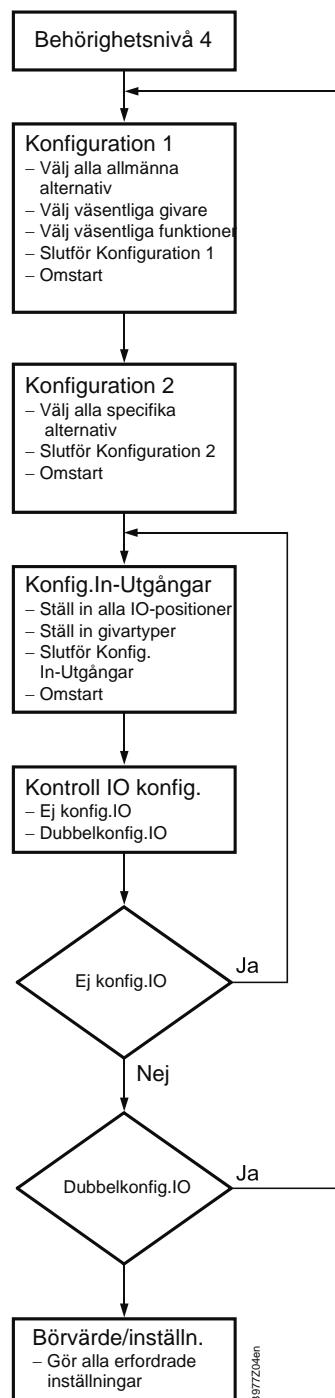 Behörighetsnivå 4
Konfiguration 1
– Välj alla allmänna
alternativ
– Välj väsentliga givare
– Välj väsentliga funktioner
– Slutför Konfiguration 1
– Omstart
Konfiguration 2
– Välj alla specifika
alternativ
– Slutför Konfiguration 2
– Omstart
Konfig.In-Utgångar
– Ställ in alla IO-positioner
– Ställ in givartyper
– Slutför Konfig.
In-Utgångar
– Omstart
Kontroll IO konfig.
– Ej konfig.IO
– Dubbelkonfig.IO
Ej konfig.IO
Ja
Nej
Dubbelkonfig.IO
Ja
Börvärde/inställn.
– Gör alla erfordrade
inställningar